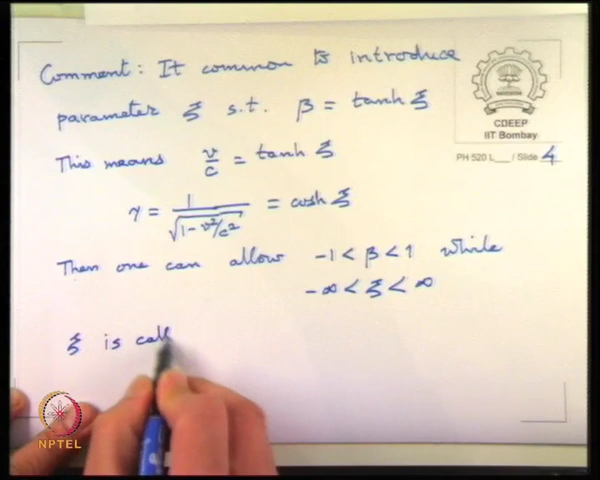 Comment: It common to introduce
parameter ξ s.t. β = tanh ξ
CDEEP
IIT Bombay
PH 520 L___ / Slide 4
This means v/c = tanh ξ
γ = 1/√(1 - v²/c²) = cosh ξ
Then one can allow -1 < β < 1 while
-∞ < ξ < ∞
ξ is call
NPTEL